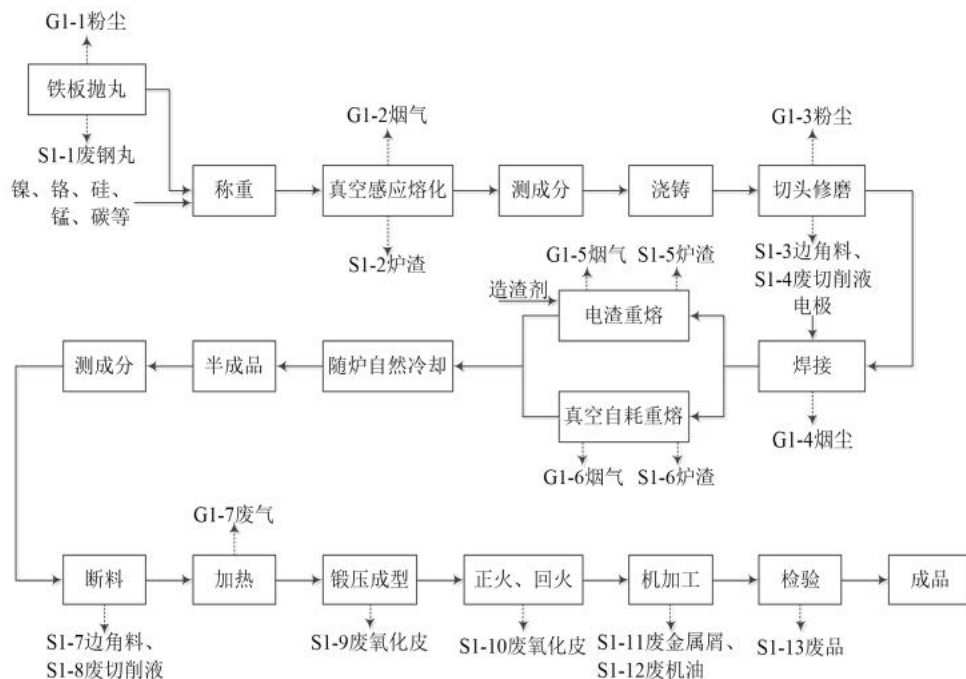 G1-1粉尘
铁板抛丸
S1-1废钢丸
镍、铬、硅、
锰、碳等
称重
G1-2烟气
真空感应熔化
S1-2炉渣
测成分
浇铸
G1-3粉尘
切头修磨
S1-3边角料、
S1-4废切削液
电极
焊接
G1-4烟尘
G1-5烟气
S1-5炉渣
造渣剂
电渣重熔
真空自耗重熔
G1-6烟气
S1-6炉渣
随炉自然冷却
半成品
测成分
断料
S1-7边角料、
S1-8废切削液
G1-7废气
加热
锻压成型
S1-9废氧化皮
正火、回火
S1-10废氧化皮
机加工
S1-11废金属屑、
S1-12废机油
检验
S1-13废品
成品